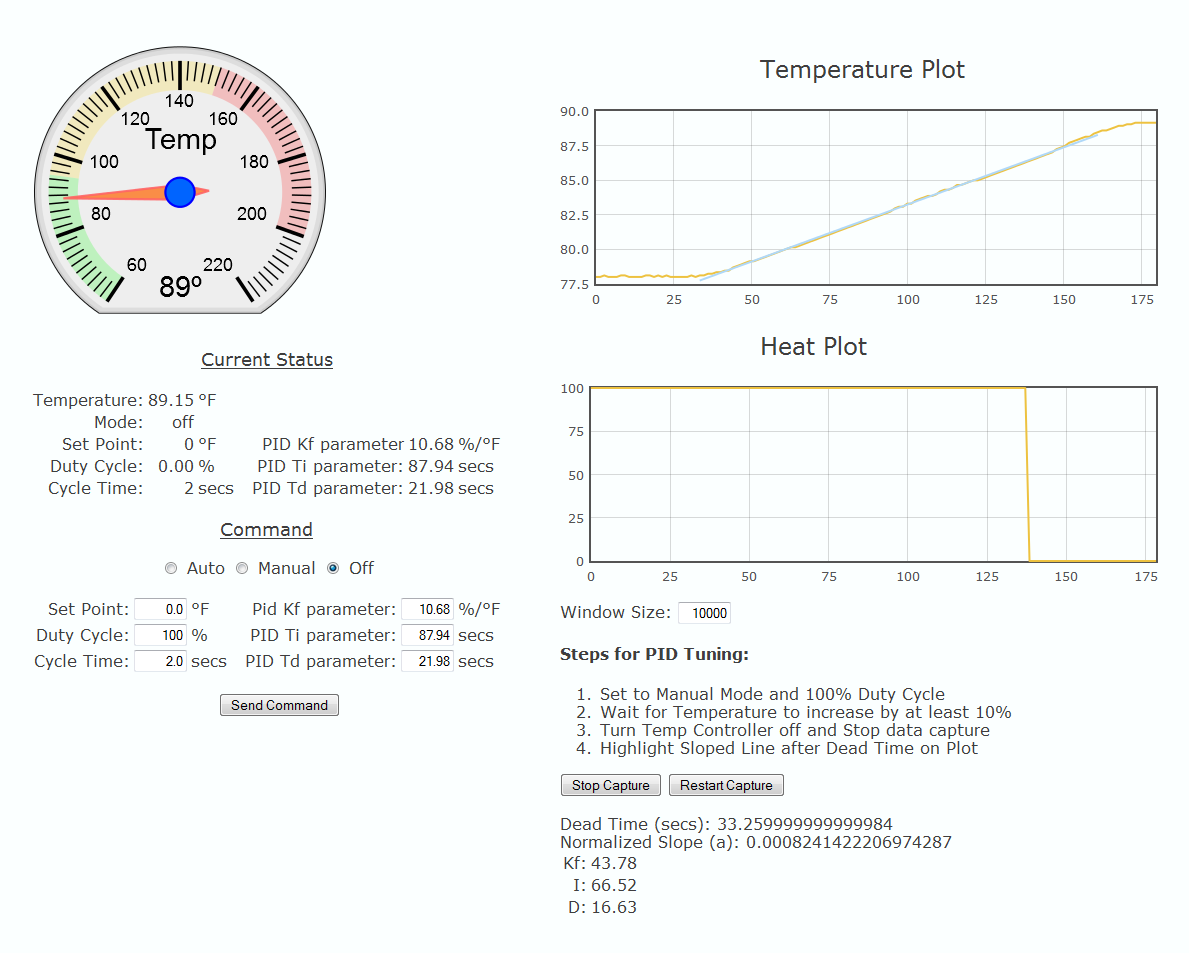 140
120 160
Temp
100 180
80 200
60 220
89º
Current Status
Temperature: 89.15 °F
Mode: off
Set Point: 0 °F PID Kf parameter 10.68 %/°F
Duty Cycle: 0.00 % PID Ti parameter: 87.94 secs
Cycle Time: 2 secs PID Td parameter: 21.98 secs
Command
Auto Manual Off
Set Point: 0.0 °F Pid Kf parameter: 10.68 %/°F
Duty Cycle: 100 % PID Ti parameter: 87.94 secs
Cycle Time: 2.0 secs PID Td parameter: 21.98 secs
Send Command
Temperature Plot
90.0
87.5
85.0
82.5
80.0
77.5
0 25 50 75 100 125 150 175
Heat Plot
100
75
50
25
0
0 25 50 75 100 125 150 175
Window Size: 10000
Steps for PID Tuning:
1. Set to Manual Mode and 100% Duty Cycle
2. Wait for Temperature to increase by at least 10%
3. Turn Temp Controller off and Stop data capture
4. Highlight Sloped Line after Dead Time on Plot
Stop Capture Restart Capture
Dead Time (secs): 33.259999999999984
Normalized Slope (a): 0.0008241422206974287
Kf: 43.78
I: 66.52
D: 16.63